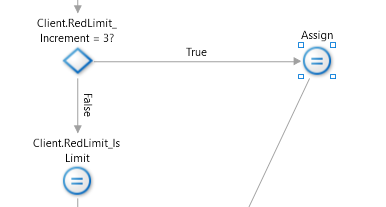 Client.RedLimit_
Increment = 3?
Assign
True
False
Client.RedLimit_Is
Limit